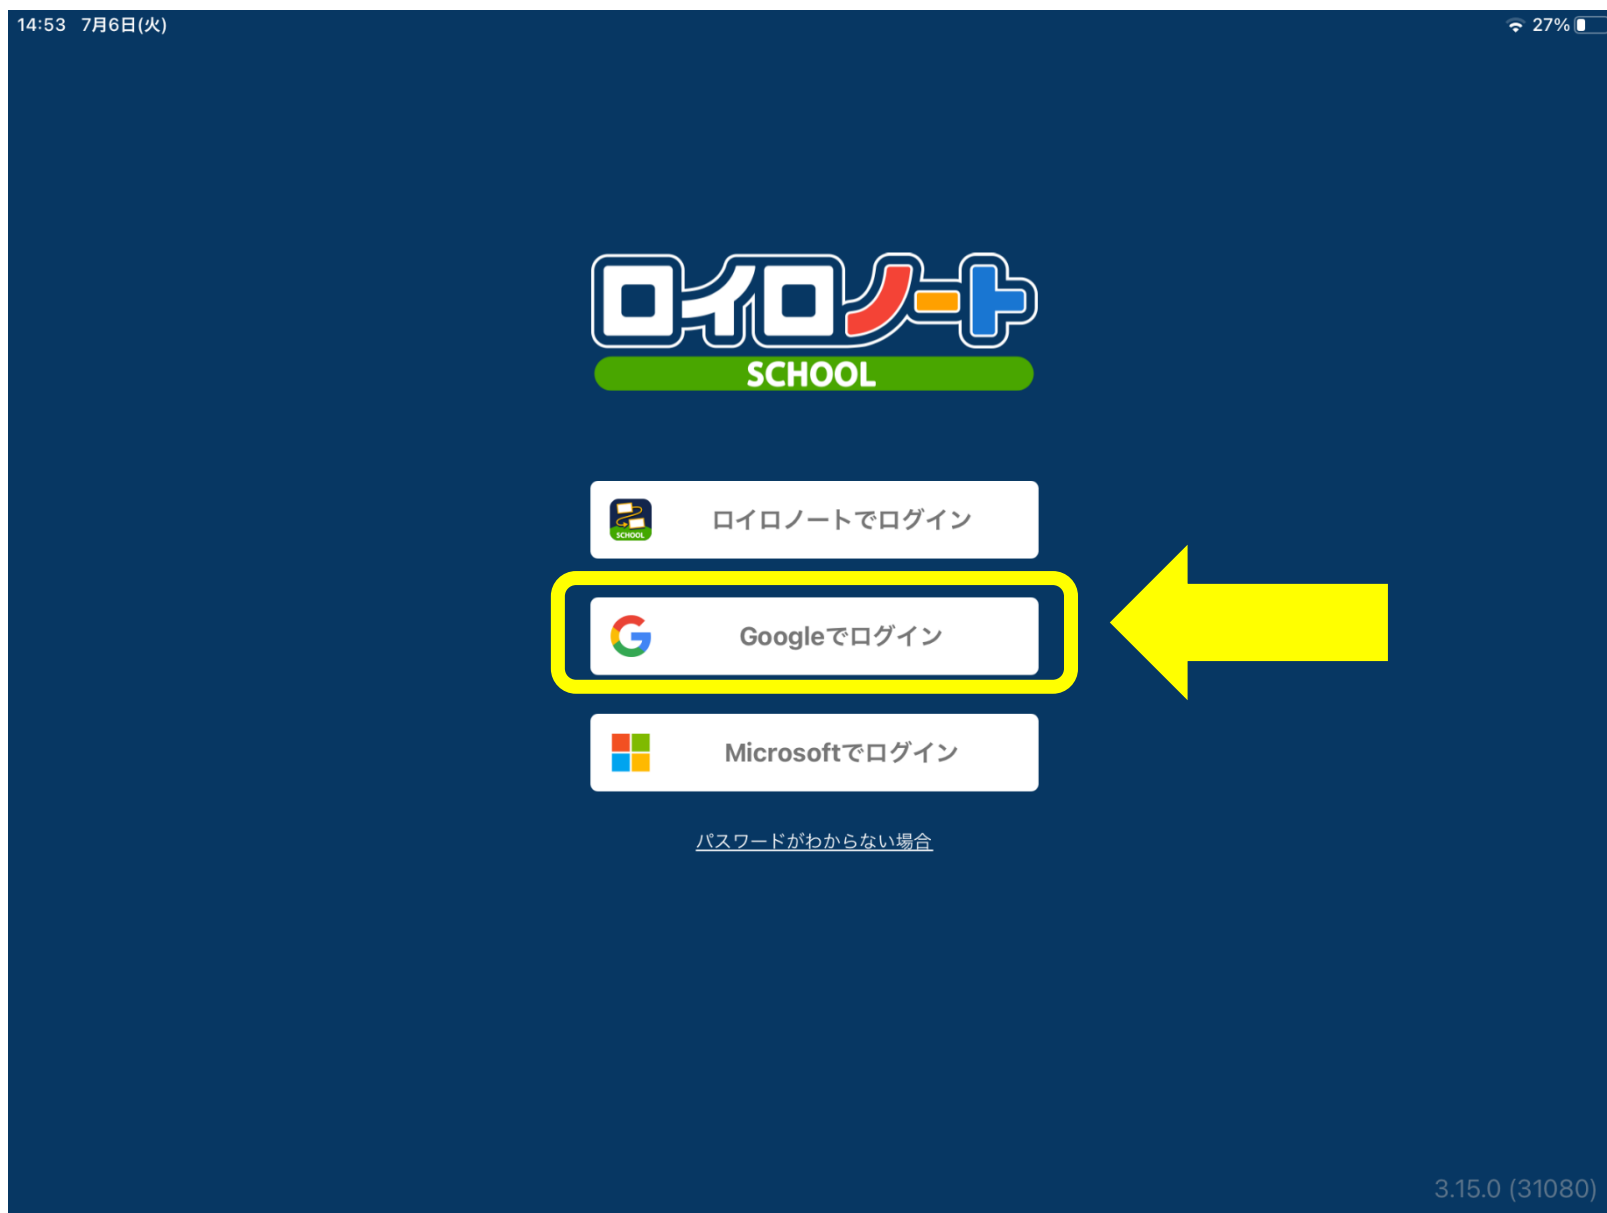 14:53 7月6日(火)
27%
ロイロノート
SCHOOL
SCHOOL
ロイロノートでログイン
Googleでログイン
Microsoftでログイン
パスワードがわからない場合
3.15.0 (31080)